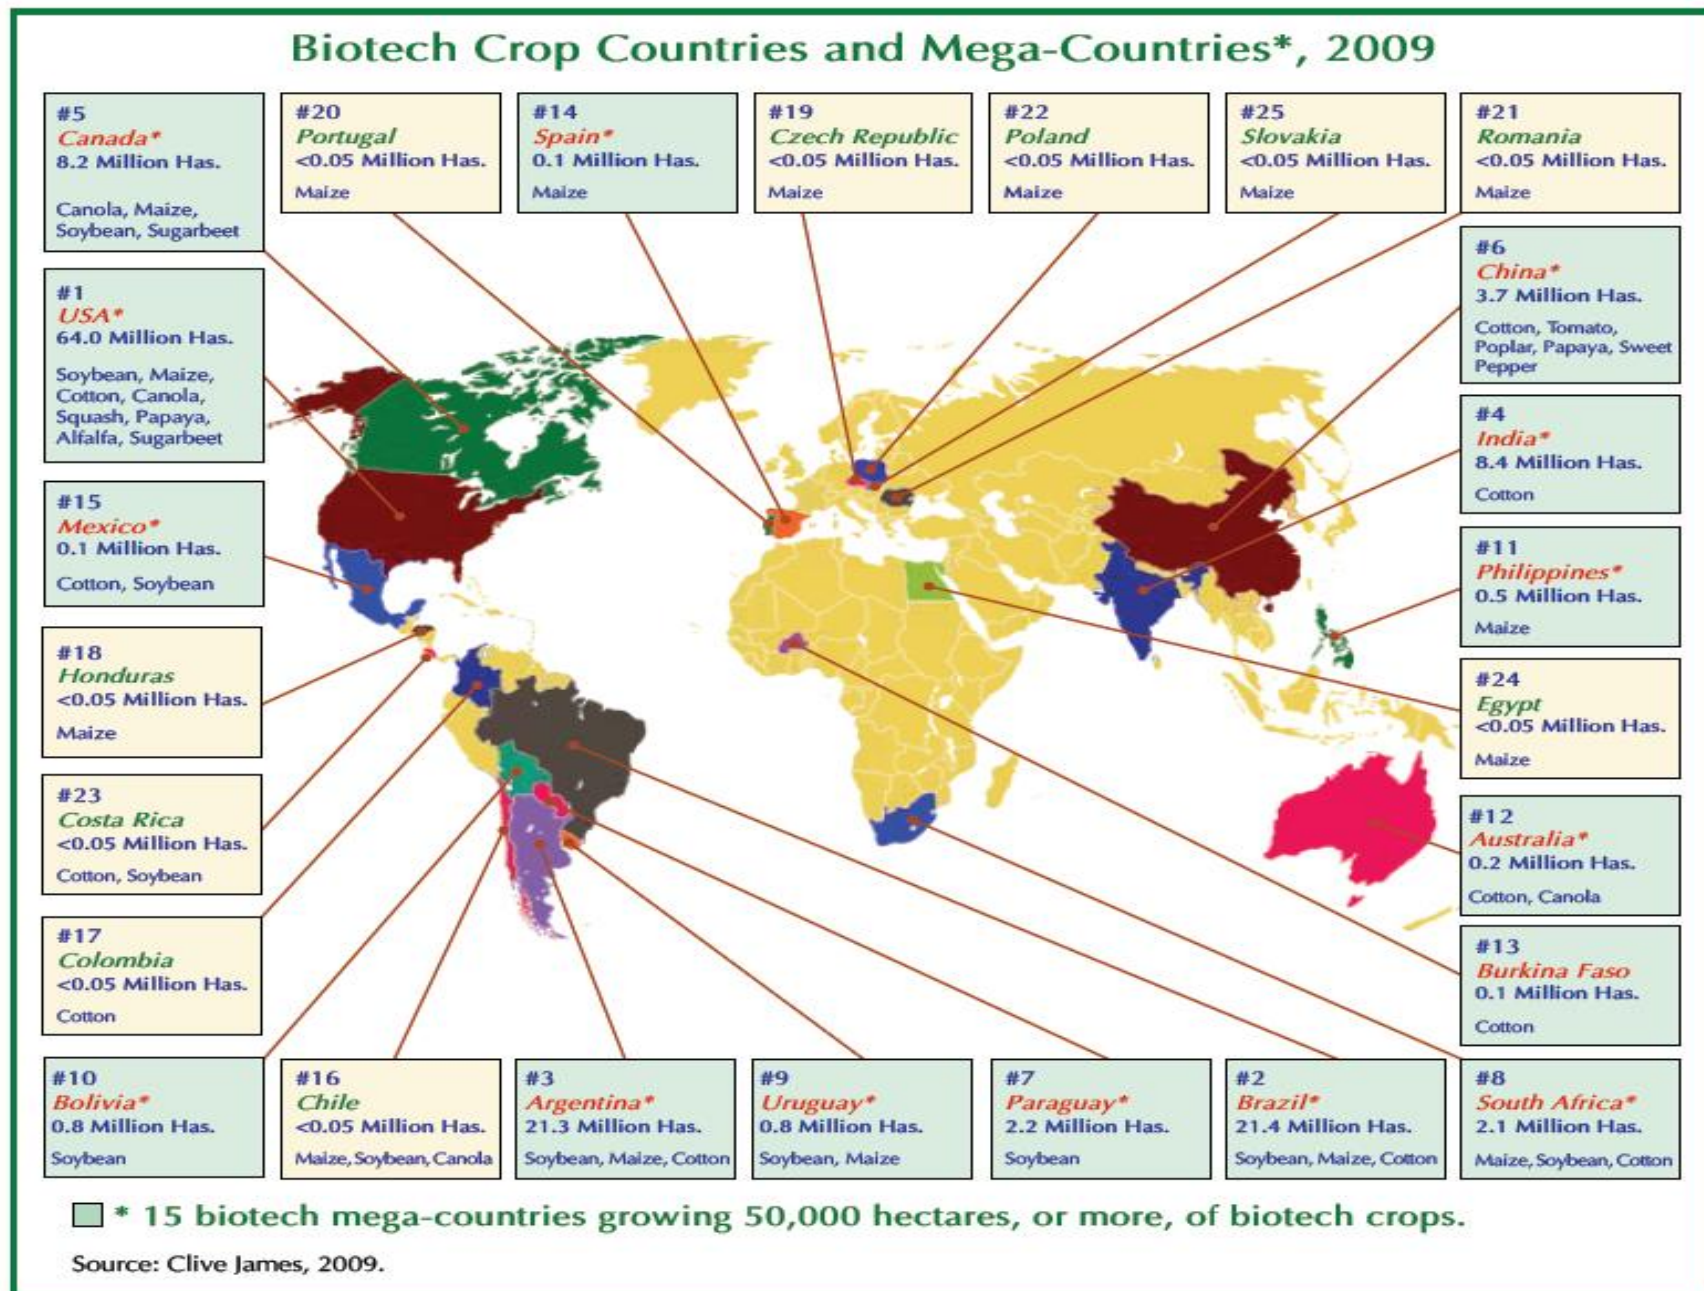 Biotech Crop Countries and Mega-Countries*, 2009
#5
Canada*
8.2 Million Has.
Canola, Maize,
Soybean, Sugarbeet
#20
Portugal
<0.05 Million Has.
Maize
#14
Spain*
0.1 Million Has.
Maize
#19
Czech Republic
<0.05 Million Has.
Maize
#22
Poland
<0.05 Million Has.
Maize
#25
Slovakia
<0.05 Million Has.
Maize
#21
Romania
<0.05 Million Has.
Maize
#1
USA*
64.0 Million Has.
Soybean, Maize,
Cotton, Canola,
Squash, Papaya,
Alfalfa, Sugarbeet
#6
China*
3.7 Million Has.
Cotton, Tomato,
Poplar, Papaya, Sweet
Pepper
#4
India*
8.4 Million Has.
Cotton
#15
Mexico*
0.1 Million Has.
Cotton, Soybean
#11
Philippines*
0.5 Million Has.
Maize
#18
Honduras
<0.05 Million Has.
Maize
#24
Egypt
<0.05 Million Has.
Maize
#23
Costa Rica
<0.05 Million Has.
Cotton, Soybean
#12
Australia*
0.2 Million Has.
Cotton, Canola
#17
Colombia
<0.05 Million Has.
Cotton
#13
Burkina Faso
0.1 Million Has.
Cotton
#10
Bolivia*
0.8 Million Has.
Soybean
#16
Chile
<0.05 Million Has.
Maize, Soybean, Canola
#3
Argentina*
21.3 Million Has.
Soybean, Maize, Cotton
#9
Uruguay*
0.8 Million Has.
Soybean, Maize
#7
Paraguay*
2.2 Million Has.
Soybean
#2
Brazil*
21.4 Million Has.
Soybean, Maize, Cotton
#8
South Africa*
2.1 Million Has.
Maize, Soybean, Cotton
* 15 biotech mega-countries growing 50,000 hectares, or more, of biotech crops.
Source: Clive James, 2009.